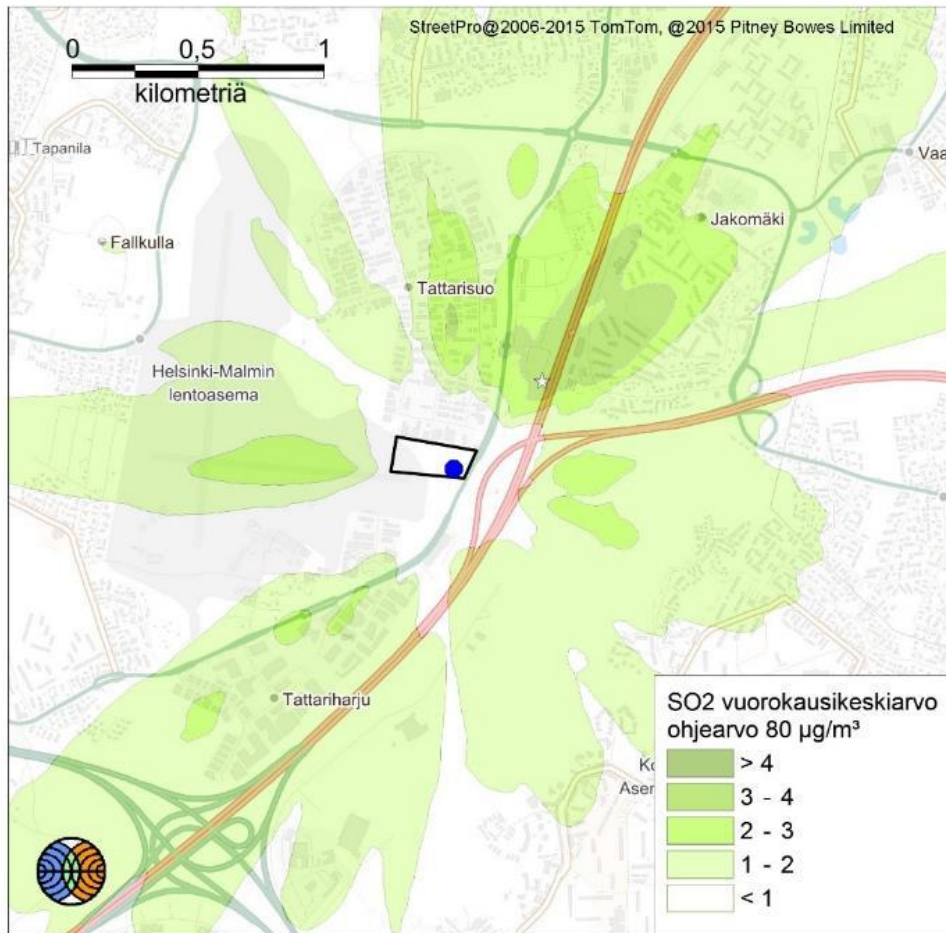 StreetPro@2006-2015 TomTom, @2015 Pitney Bowes Limited
0 0,5 1
kilometriä
Tapanila
Fallkulla
Jakomäki
Tattarisuo
Helsinki-Malmin
lentoasema
Tattariharju
SO2 vuorokausikeskiarvo
ohjearvo 80 µg/m³
> 4
3 - 4
2 - 3
1 - 2
< 1